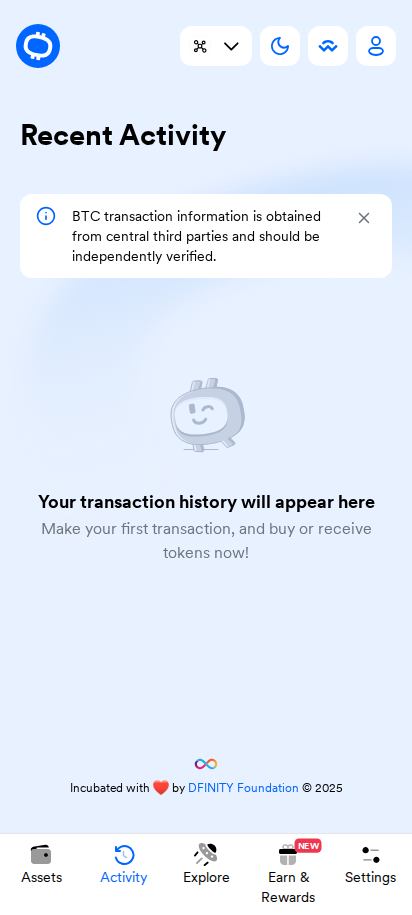 Recent Activity
BTC transaction information is obtained
from central third parties and should be
independently verified.
Your transaction history will appear here
Make your first transaction, and buy or receive
tokens now!
Incubated with ❤️ by DFINITY Foundation © 2025
NEW
Assets
Activity
Explore
Earn &
Rewards
Settings